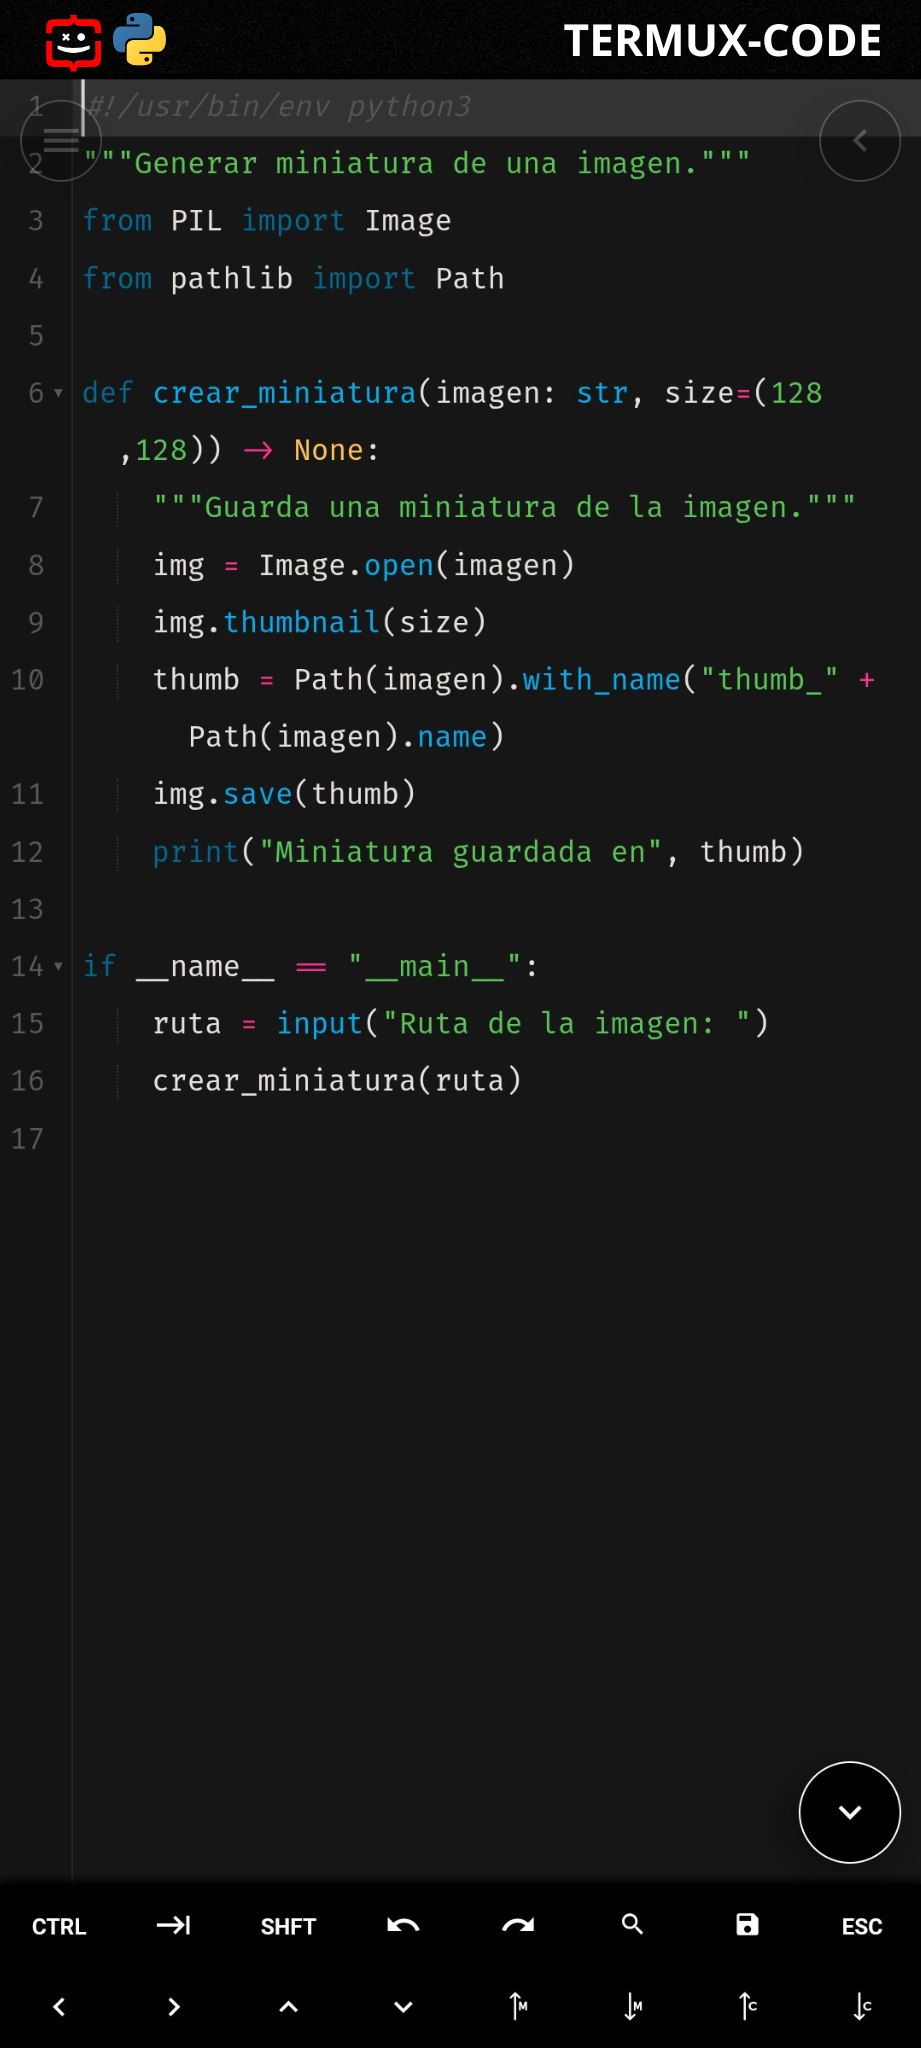 TERMUX-CODE
1 #!/usr/bin/env python3
2 """Generar miniatura de una imagen."""
3 from PIL import Image
4 from pathlib import Path
5
6 def crear_miniatura(imagen: str, size=(128
,128)) -> None:
7 """Guarda una miniatura de la imagen."""
8 img = Image.open(imagen)
9 img.thumbnail(size)
10 thumb = Path(imagen).with_name("thumb_" +
Path(imagen).name)
11 img.save(thumb)
12 print("Miniatura guardada en", thumb)
13
14 if __name__ == "__main__":
15 ruta = input("Ruta de la imagen: ")
16 crear_miniatura(ruta)
17
CTRL SHFT ESC
M M C C